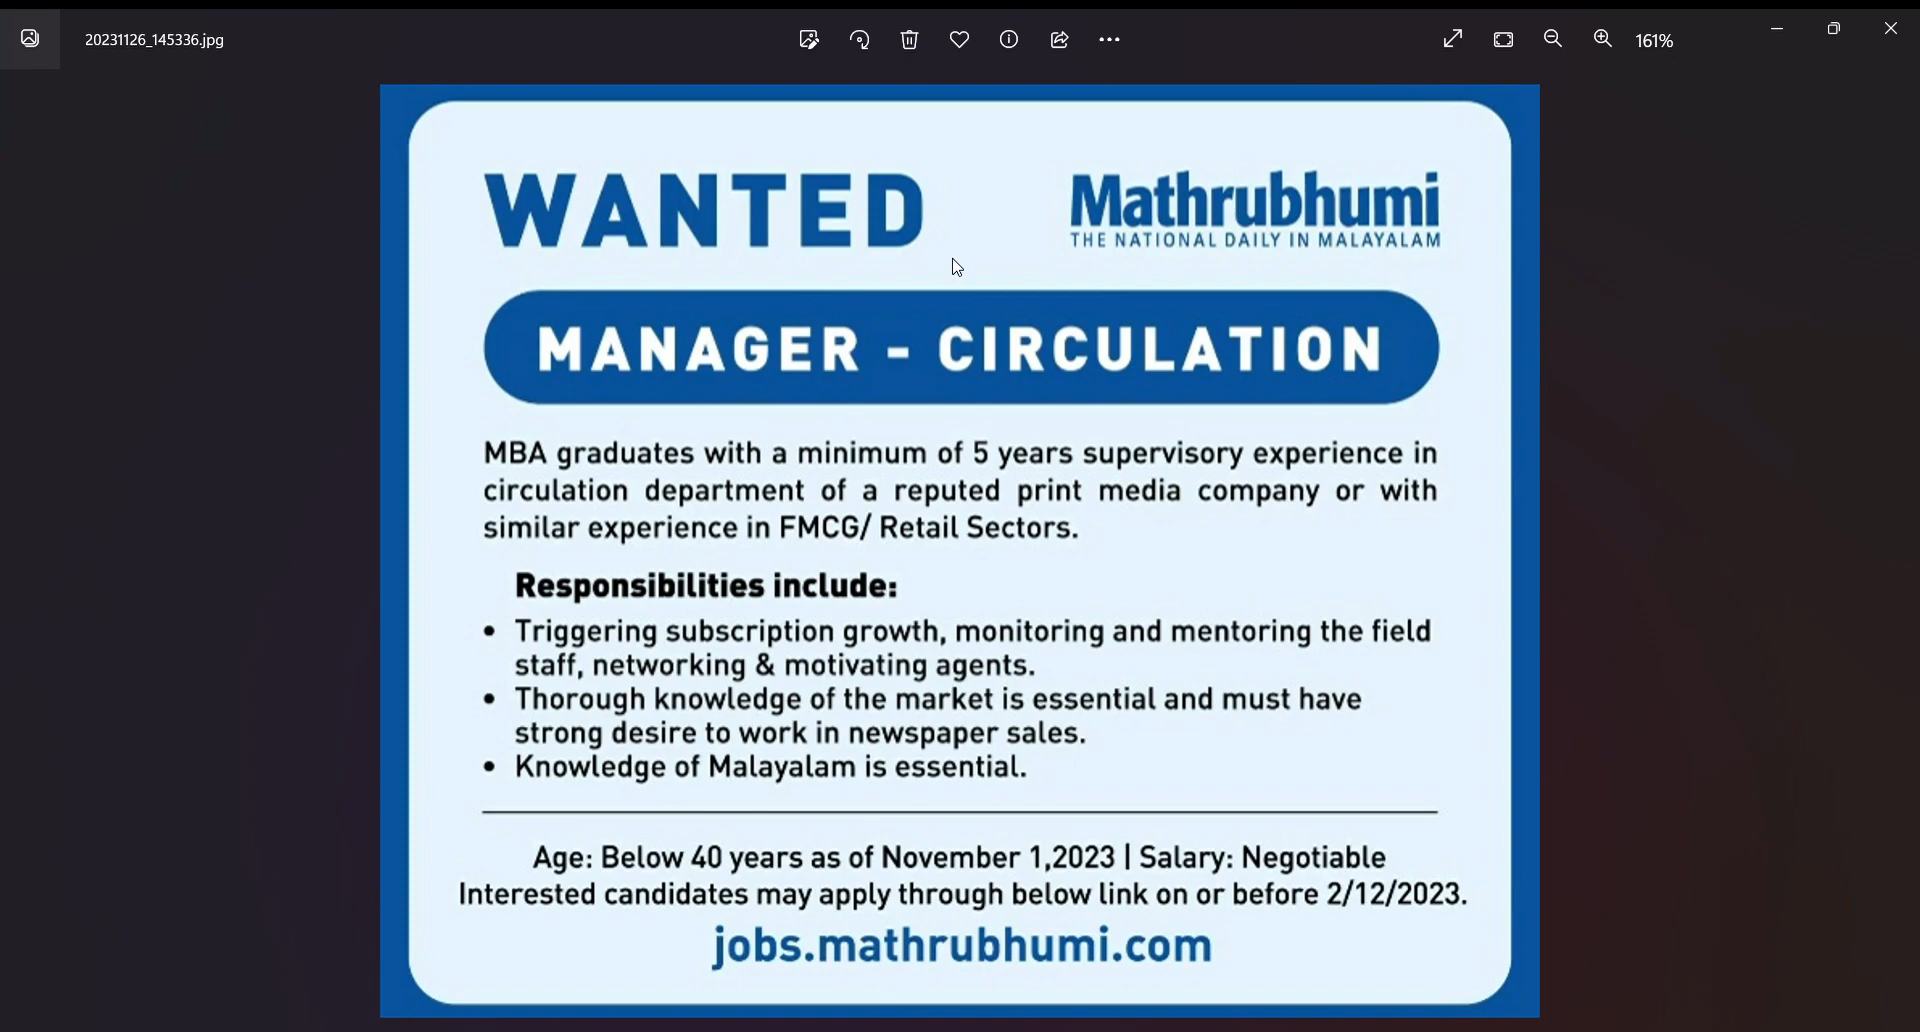 20231126_145336.jpg
161%
WANTED
Mathrubhumi
THE NATIONAL DAILY IN MALAYALAM
MANAGER - CIRCULATION
MBA graduates with a minimum of 5 years supervisory experience in
circulation department of a reputed print media company or with
similar experience in FMCG/ Retail Sectors.
Responsibilities include:
• Triggering subscription growth, monitoring and mentoring the field
staff, networking & motivating agents.
• Thorough knowledge of the market is essential and must have
strong desire to work in newspaper sales.
• Knowledge of Malayalam is essential.
Age: Below 40 years as of November 1,2023 | Salary: Negotiable
Interested candidates may apply through below link on or before 2/12/2023.
jobs.mathrubhumi.com